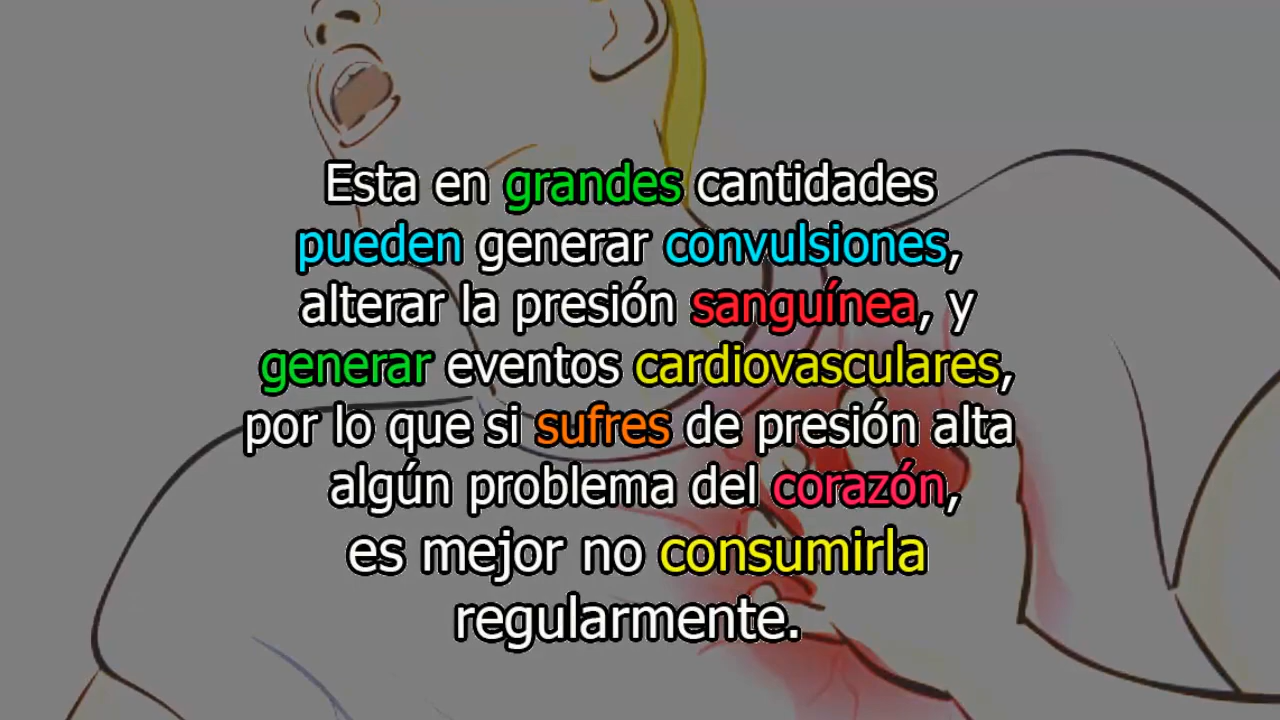 Esta en grandes cantidades
pueden generar convulsiones,
alterar la presión sanguínea, y
generar eventos cardiovasculares,
por lo que si sufres de presión alta
algún problema del corazón,
es mejor no consumirla
regularmente.